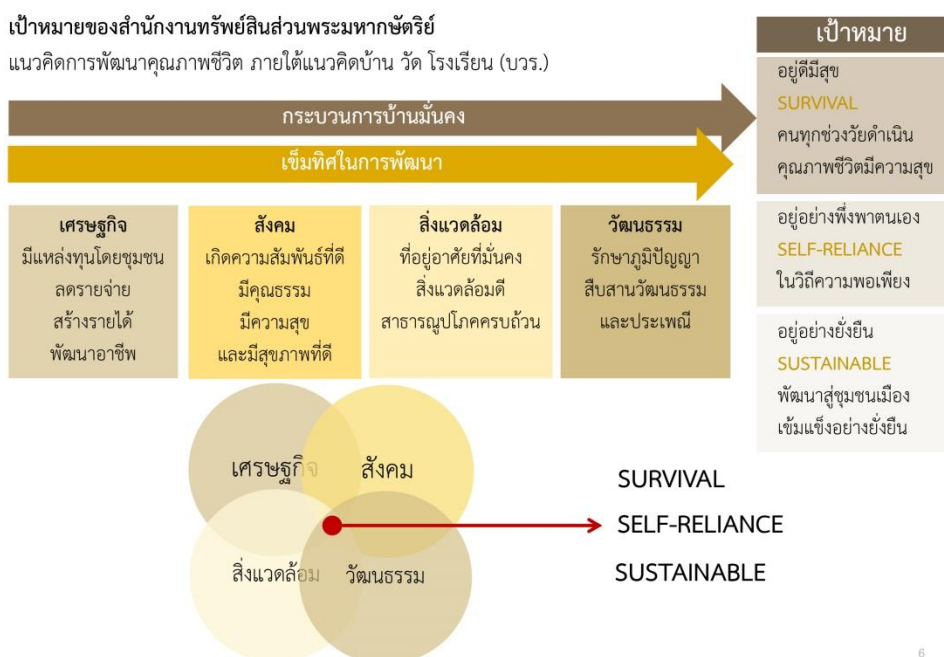 เป้าหมายของสำนักงานทรัพย์สินส่วนพระมหากษัตริย์
แนวคิดการพัฒนาคุณภาพชีวิต ภายใต้แนวคิดบ้าน วัด โรงเรียน (บวร.)
กระบวนการบ้านมั่นคง
เข็มทิศในการพัฒนา
เศรษฐกิจ
มีแหล่งทุนโดยชุมชน
ลดรายจ่าย
สร้างรายได้
พัฒนาอาชีพ
สังคม
เกิดความสัมพันธ์ที่ดี
มีคุณธรรม
มีความสุข
และมีสุขภาพที่ดี
สิ่งแวดล้อม
ที่อยู่อาศัยที่มั่นคง
สิ่งแวดล้อมดี
สาธารณูปโภคครบถ้วน
วัฒนธรรม
รักษาภูมิปัญญา
สืบสานวัฒนธรรม
และประเพณี
เป้าหมาย
อยู่ดีมีสุข
SURVIVAL
คนทุกช่วงวัยดำเนิน
คุณภาพชีวิตมีความสุข
อยู่อย่างพึ่งพาตนเอง
SELF-RELIANCE
ในวิถีความพอเพียง
อยู่อย่างยั่งยืน
SUSTAINABLE
พัฒนาสู่ชุมชนเมือง
เข้มแข็งอย่างยั่งยืน
เศรษฐกิจ
สังคม
สิ่งแวดล้อม
วัฒนธรรม
SURVIVAL
SELF-RELIANCE
SUSTAINABLE
6